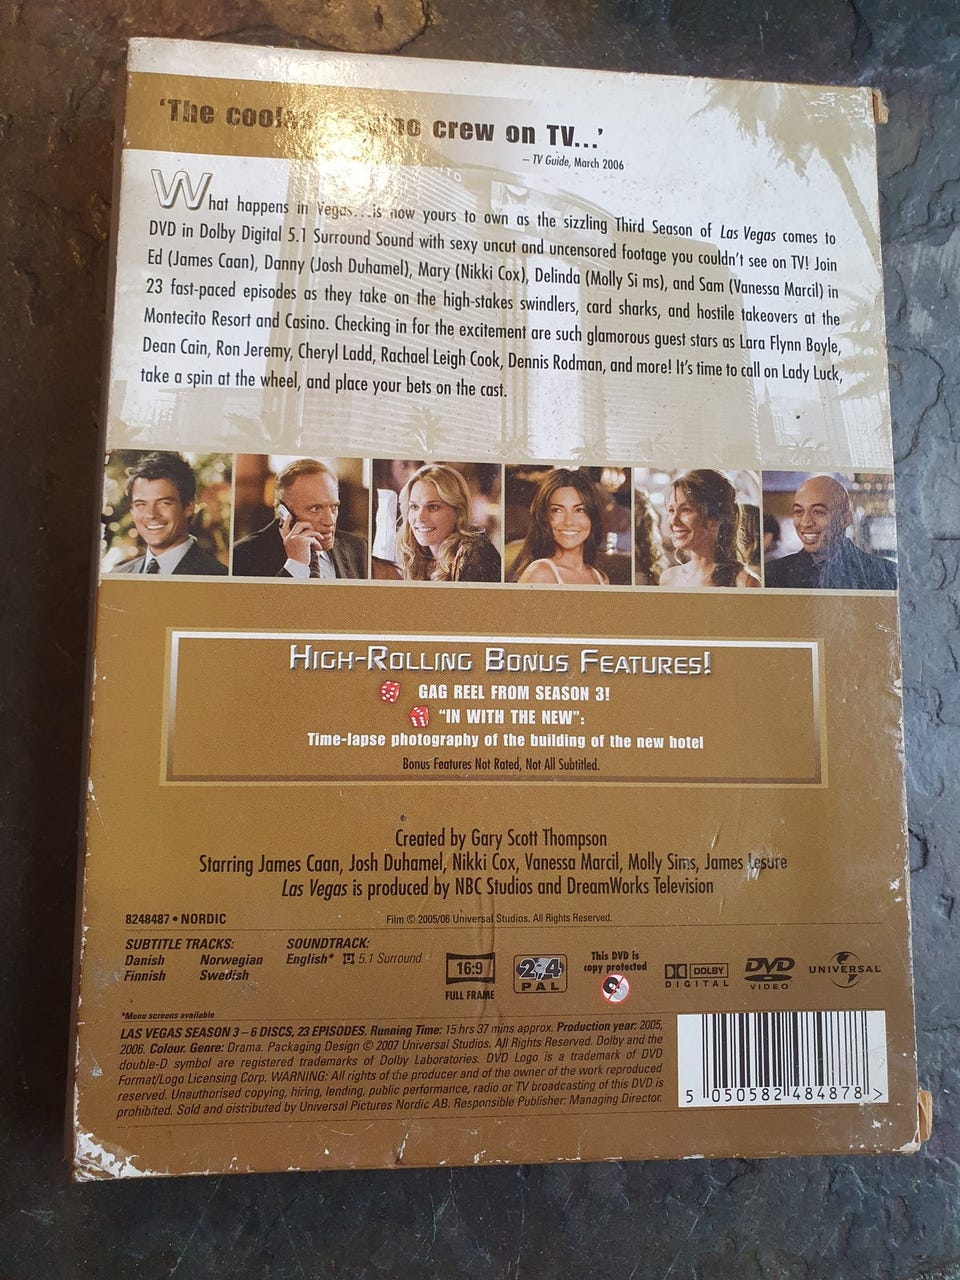 'The cool crew on TV...'
– TV Guide, March 2006
What happens in Vegas...is now yours to own as the sizzling Third Season of Las Vegas comes to
DVD in Dolby Digital 5.1 Surround Sound with sexy uncut and uncensored footage you couldn't see on TV! Join
Ed (James Caan), Danny (Josh Duhamel), Mary (Nikki Cox), Delinda (Molly Si ms), and Sam (Vanessa Marcil) in
23 fast-paced episodes as they take on the high-stakes swindlers, card sharks, and hostile takeovers at the
Montecito Resort and Casino. Checking in for the excitement are such glamorous guest stars as Lara Flynn Boyle,
Dean Cain, Ron Jeremy, Cheryl Ladd, Rachael Leigh Cook, Dennis Rodman, and more! It's time to call on Lady Luck,
take a spin at the wheel, and place your bets on the cast.
HIGH-ROLLING BONUS FEATURES!
GAG REEL FROM SEASON 3!
"IN WITH THE NEW":
Time-lapse photography of the building of the new hotel
Bonus Features Not Rated, Not All Subtitled.
Created by Gary Scott Thompson
Starring James Caan, Josh Duhamel, Nikki Cox, Vanessa Marcil, Molly Sims, James Lesure
Las Vegas is produced by NBC Studios and DreamWorks Television
8248487 • NORDIC
Film © 2005/06 Universal Studios. All Rights Reserved.
SUBTITLE TRACKS:
Danish Norwegian
Finnish Swedish
SOUNDTRACK:
English* 5.1 Surround
16:9
FULL FRAME
2,4
PAL
This DVD is
copy protected
DOLBY
DIGITAL
DVD
VIDEO
UNIVERSAL
*Menu screens available
LAS VEGAS SEASON 3 – 6 DISCS, 23 EPISODES. Running Time: 15 hrs 37 mins approx. Production year: 2005,
2006. Colour. Genre: Drama. Packaging Design © 2007 Universal Studios. All Rights Reserved. Dolby and the
double-D symbol are registered trademarks of Dolby Laboratories. DVD Logo is a trademark of DVD
Format/Logo Licensing Corp. WARNING: All rights of the producer and of the owner of the work reproduced
reserved. Unauthorised copying, hiring, lending, public performance, radio or TV broadcasting of this DVD is
prohibited. Sold and distributed by Universal Pictures Nordic AB. Responsible Publisher: Managing Director.
5 050582 484878 >